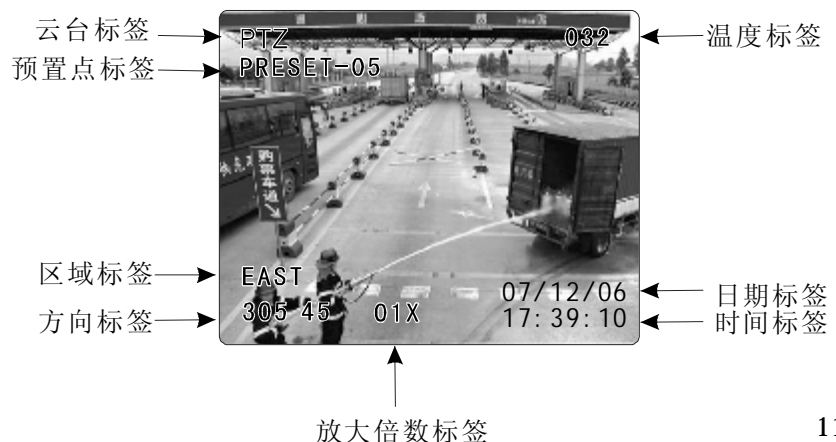 云台标签
PTZ
032
温度标签
预置点标签
PRESET-05
区域标签
EAST
方向标签
305 45
01X
07/12/06
日期标签
17:39:10
时间标签
放大倍数标签